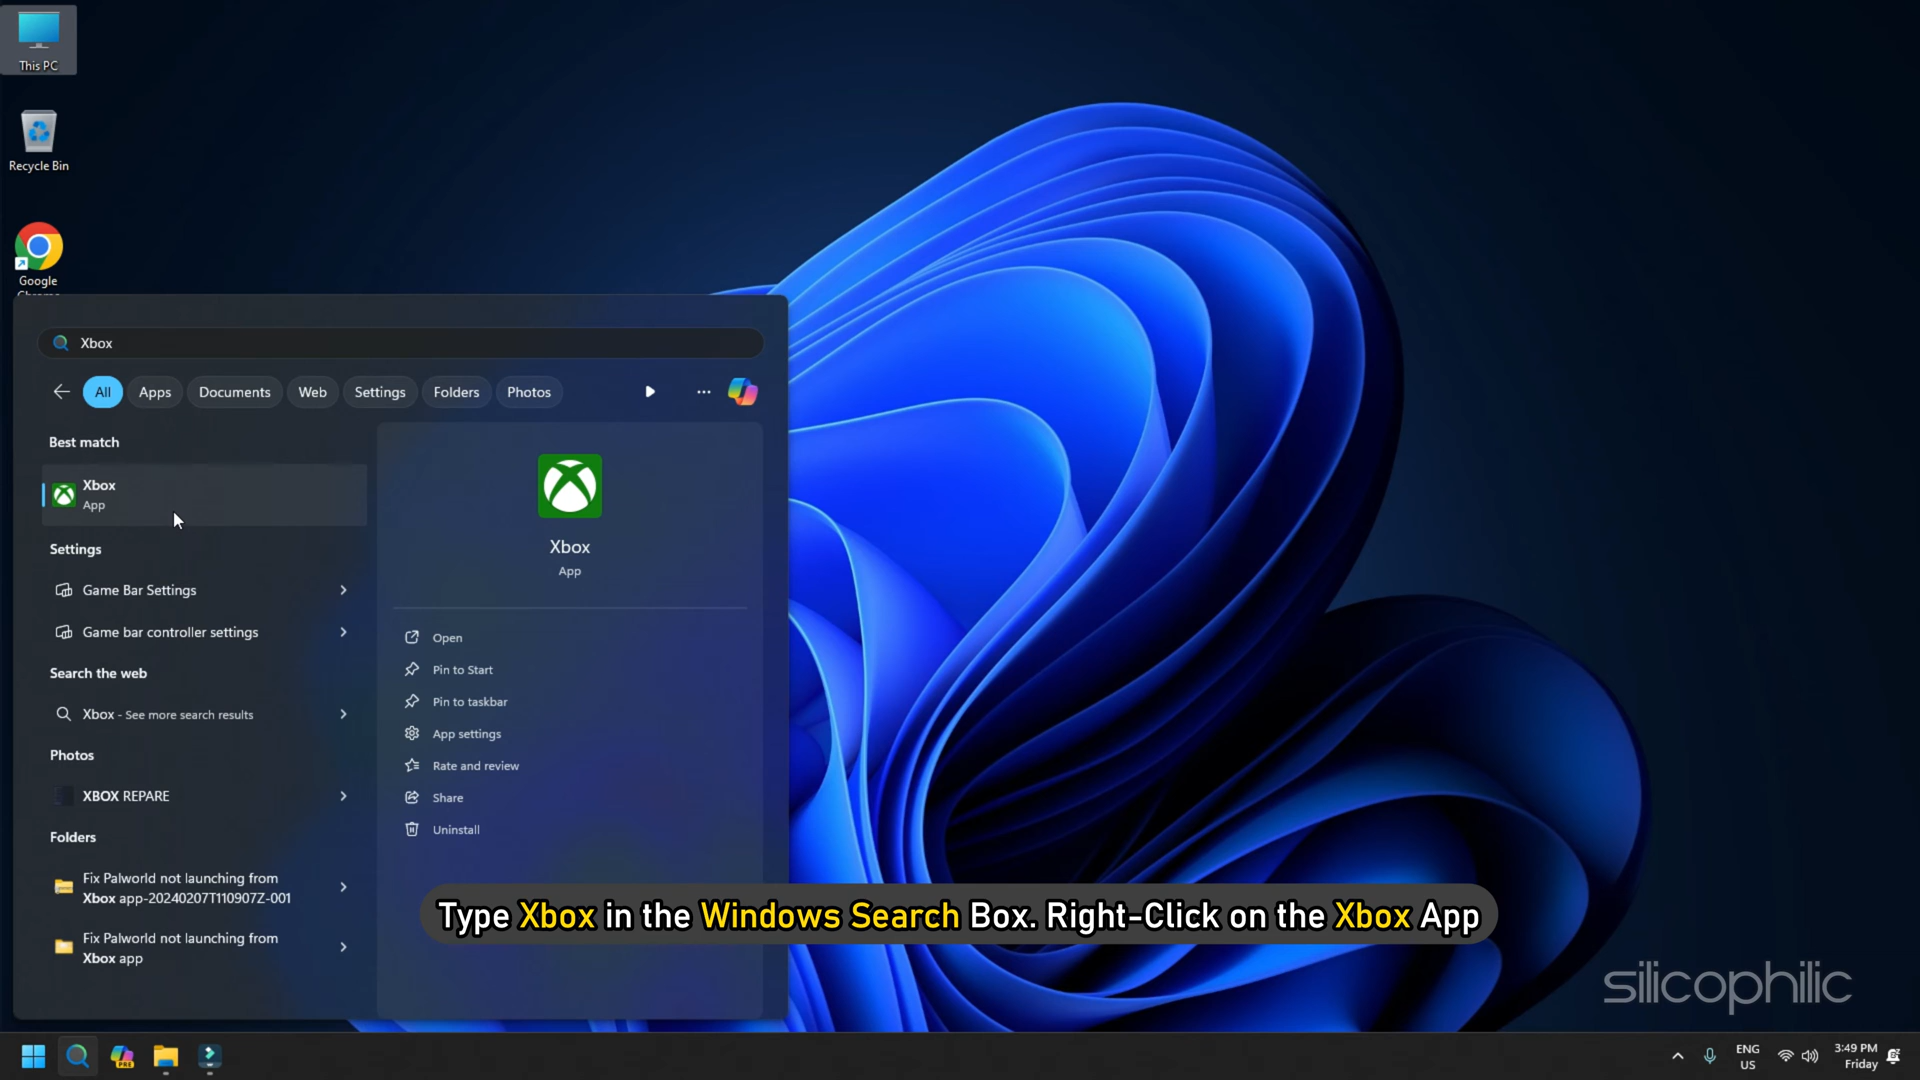 This PC
Recycle Bin
Google
Xbox
All
Apps
Documents
Web
Settings
Folders
Photos
Best match
Xbox
App
Settings
Game Bar Settings
Game bar controller settings
Search the web
Xbox - See more search results
Photos
XBOX REPARE
Folders
Fix Palworld not launching from
Xbox app-20240207T110907Z-001
Fix Palworld not launching from
Xbox app
Xbox
App
Open
Pin to Start
Pin to taskbar
App settings
Rate and review
Share
Uninstall
Type Xbox in the Windows Search Box. Right-Click on the Xbox App
silicophilic
PRE
ENG
US
3:49 PM
Friday